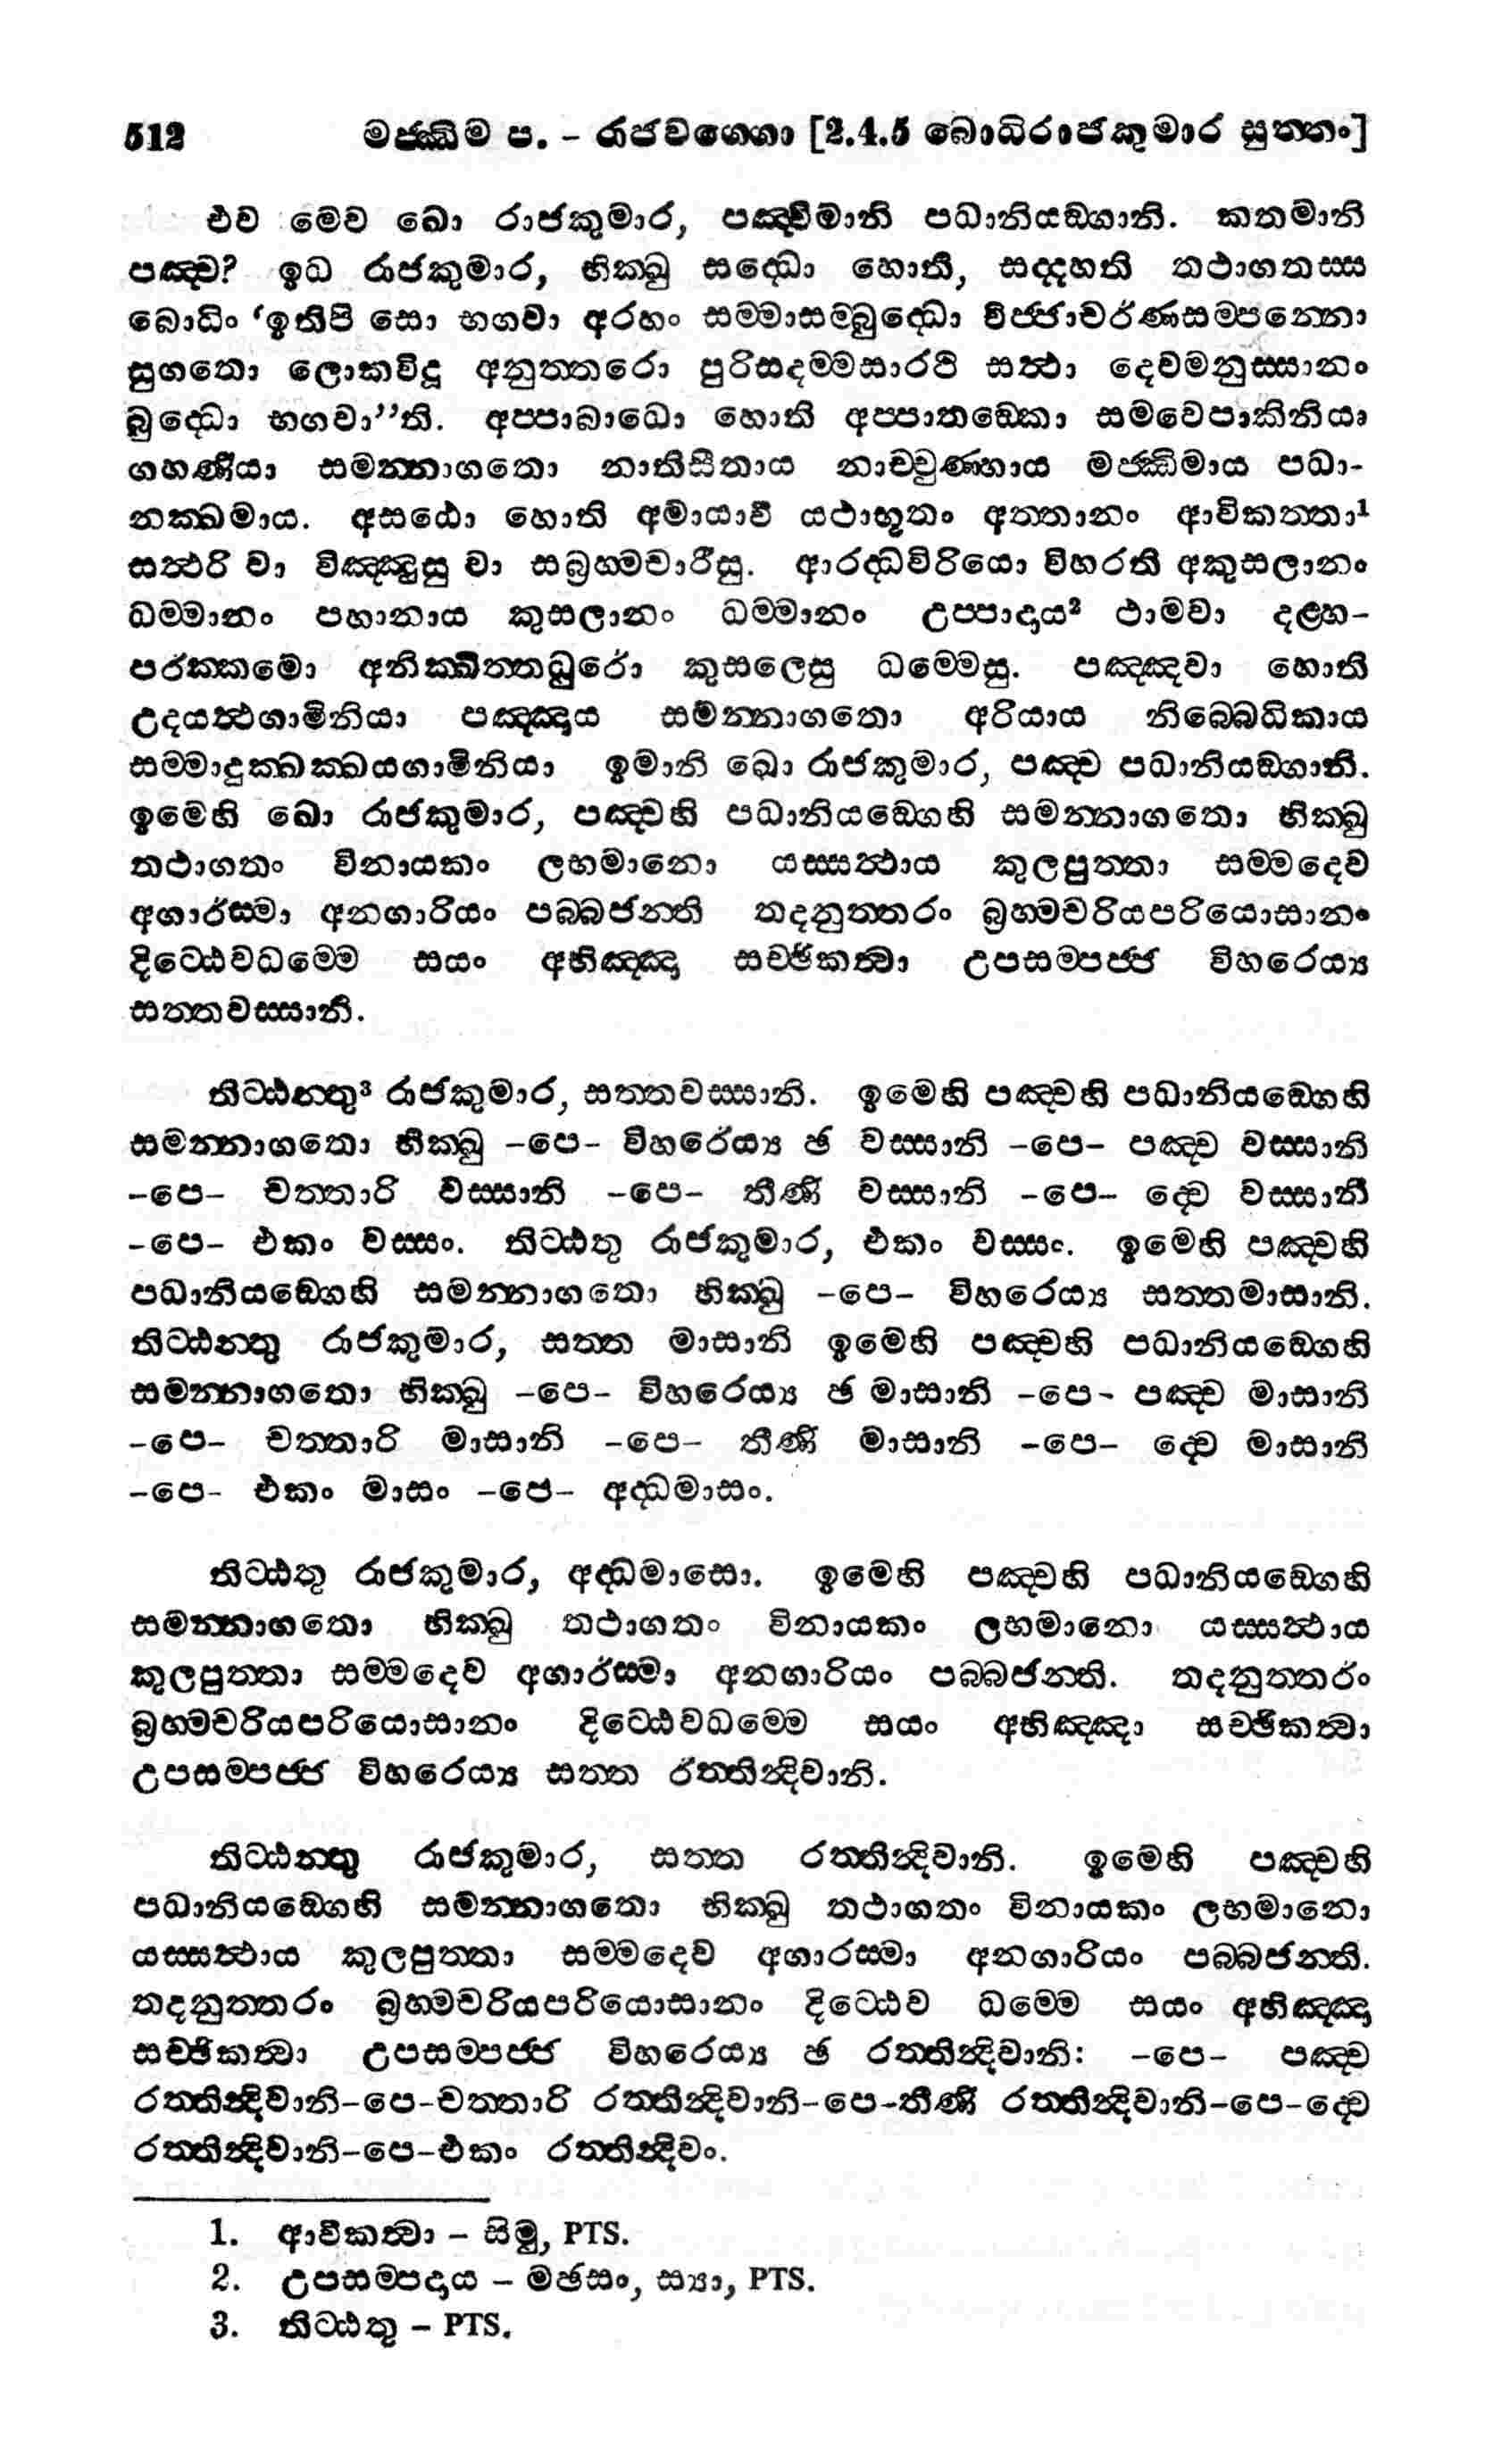 512 මජ්ඣිම ප. - රාජවග්ගො [2.4.5 බොධිරාජකුමාර සුත්තං]
එව මෙව ඛො රාජකුමාර, පඤ්චිමානි පධානියඞ්ගානි. කතමානි
පඤ්ච? ඉධ රාජකුමාර, භික්ඛු සද්ධො හොති, සද්දහති තථාගතස්ස
බොධිං ‘ඉතිපි සො භගවා අරහං සම්මාසම්බුද්ධො විජ්ජාචරණසම්පන්නො
සුගතො ලොකවිදූ අනුත්තරො පුරිසදම්මසාරථි සත්ථා දෙවමනුස්සානං
බුද්ධො භගවා’’ති. අප්පාබාධො හොති අප්පාතඞ්කො සමවෙපාකිනියා
ගහණියා සමන්නාගතො නාතිසීතාය නාච්චුණ්හාය මජ්ඣිමාය පධා-
නක්ඛමාය. අසඨො හොති අමායාවී යථාභූතං අත්තානං ආවිකත්තා¹
සත්ථරි වා විඤ්ඤුසු වා සබ්‍රහ්මචාරීසු. ආරද්ධවිරියො විහරති අකුසලානං
ධම්මානං පහානාය කුසලානං ධම්මානං උප්පාදාය² ථාමවා දළ්හ-
පරක්කමො අනික්ඛිත්තධුරො කුසලෙසු ධම්මෙසු. පඤ්ඤවා හොති
උදයත්ථගාමිනියා පඤ්ඤාය සමන්නාගතො අරියාය නිබ්බෙධිකාය
සම්මාදුක්ඛක්ඛයගාමිනියා ඉමානි ඛො රාජකුමාර, පඤ්ච පධානියඞ්ගානි.
ඉමෙහි ඛො රාජකුමාර, පඤ්චහි පධානියඞ්ගෙහි සමන්නාගතො භික්ඛු
තථාගතං විනායකං ලභමානො යස්සත්ථාය කුලපුත්තා සම්මදෙව
අගාරස්මා අනගාරියං පබ්බජන්ති තදනුත්තරං බ්‍රහ්මචරියපරියොසානං
දිට්ඨෙවධම්මෙ සයං අභිඤ්ඤා සච්ඡිකත්වා උපසම්පජ්ජ විහරෙය්‍ය
සත්තවස්සානි.
තිට්ඨන්තු³ රාජකුමාර, සත්තවස්සානි. ඉමෙහි පඤ්චහි පධානියඞ්ගෙහි
සමන්නාගතො භික්ඛු -පෙ- විහරෙය්‍ය ඡ වස්සානි -පෙ- පඤ්ච වස්සානි
-පෙ- චත්තාරි වස්සානි -පෙ- තීණි වස්සානි -පෙ- ද්වෙ වස්සානි
-පෙ- එකං වස්සං. තිට්ඨතු රාජකුමාර, එකං වස්සං. ඉමෙහි පඤ්චහි
පධානියඞ්ගෙහි සමන්නාගතො භික්ඛු -පෙ- විහරෙය්‍ය සත්තමාසානි.
තිට්ඨන්තු රාජකුමාර, සත්ත මාසානි ඉමෙහි පඤ්චහි පධානියඞ්ගෙහි
සමන්නාගතො භික්ඛු -පෙ- විහරෙය්‍ය ඡ මාසානි -පෙ- පඤ්ච මාසානි
-පෙ- චත්තාරි මාසානි -පෙ- තීණි මාසානි -පෙ- ද්වෙ මාසානි
-පෙ- එකං මාසං -පෙ- අද්ධමාසං.
තිට්ඨතු රාජකුමාර, අද්ධමාසො. ඉමෙහි පඤ්චහි පධානියඞ්ගෙහි
සමන්නාගතො භික්ඛු තථාගතං විනායකං ලභමානො යස්සත්ථාය
කුලපුත්තා සම්මදෙව අගාරස්මා අනගාරියං පබ්බජන්ති. තදනුත්තරං
බ්‍රහ්මචරියපරියොසානං දිට්ඨෙවධම්මෙ සයං අභිඤ්ඤා සච්ඡිකත්වා
උපසම්පජ්ජ විහරෙය්‍ය සත්ත රත්තින්දිවානි.
තිට්ඨන්තු රාජකුමාර, සත්ත රත්තින්දිවානි. ඉමෙහි පඤ්චහි
පධානියඞ්ගෙහි සමන්නාගතො භික්ඛු තථාගතං විනායකං ලභමානො
යස්සත්ථාය කුලපුත්තා සම්මදෙව අගාරස්මා අනගාරියං පබ්බජන්ති.
තදනුත්තරං බ්‍රහ්මචරියපරියොසානං දිට්ඨෙව ධම්මෙ සයං අභිඤ්ඤා
සච්ඡිකත්වා උපසම්පජ්ජ විහරෙය්‍ය ඡ රත්තින්දිවානි: -පෙ- පඤ්ච
රත්තින්දිවානි-පෙ-චත්තාරි රත්තින්දිවානි-පෙ-තීණි රත්තින්දිවානි-පෙ-ද්වෙ
රත්තින්දිවානි-පෙ-එකං රත්තින්දිවං.
1. ආවීකත්වා - සිමු, PTS.
2. උපසම්පදාය - මඡසං, ස්‍යා, PTS.
3. තිට්ඨතු - PTS.